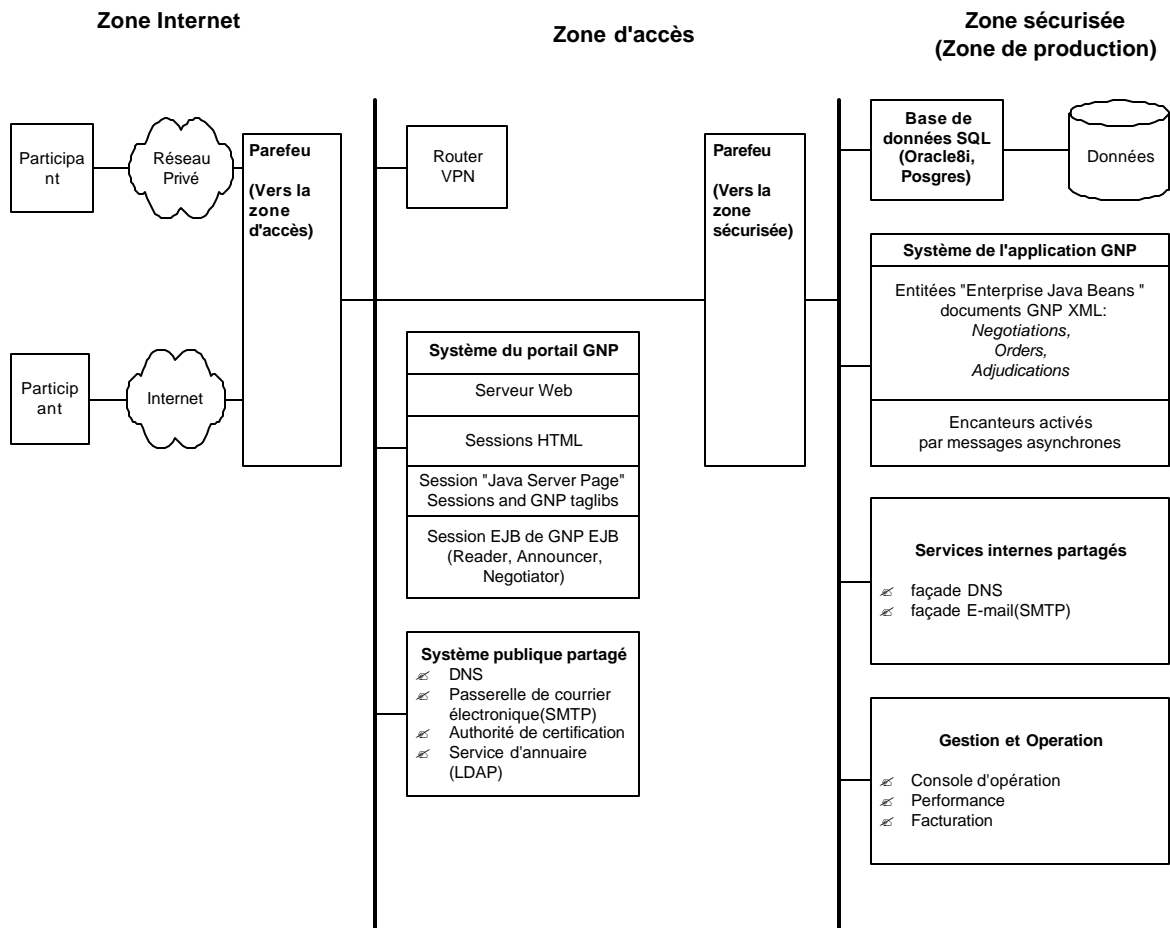 Zone Internet
Zone d'accès
Zone sécurisée
(Zone de production)
Participa
nt
Réseau
Privé
Parefeu
(Vers la
zone
d'accès)
Particip
ant
Internet
Router
VPN
Système du portail GNP
Serveur Web
Sessions HTML
Session "Java Server Page"
Sessions and GNP taglibs
Session EJB de GNP EJB
(Reader, Announcer,
Negotiator)
Système publique partagé
DNS
Passerelle de courrier
électronique(SMTP)
Authorité de certification
Service d'annuaire
(LDAP)
Parefeu
(Vers la
zone
sécurisée)
Base de
données SQL
(Oracle8i,
Posgres)
Données
Système de l'application GNP
Entitées "Enterprise Java Beans "
documents GNP XML:
Negotiations,
Orders,
Adjudications
Encanteurs activés
par messages asynchrones
Services internes partagés
façade DNS
façade E-mail(SMTP)
Gestion et Operation
Console d'opération
Performance
Facturation